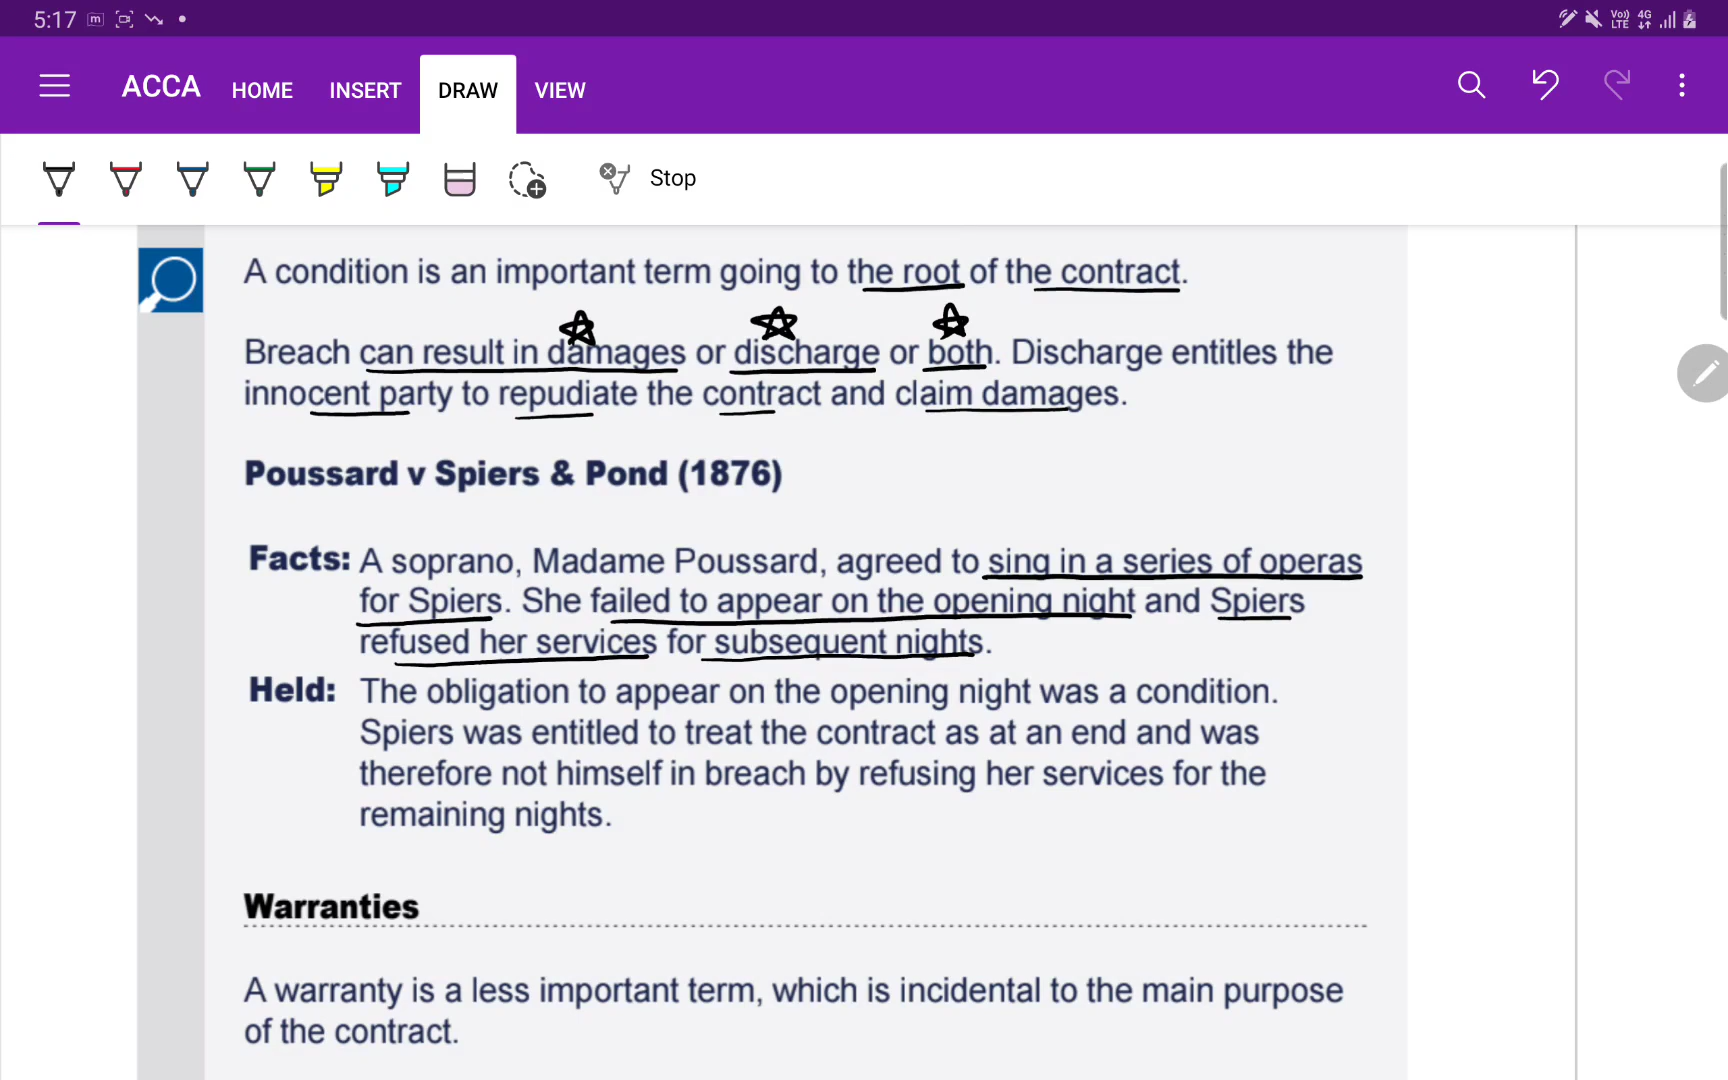 5:17
Vo)) LTE 4G
ACCA HOME INSERT DRAW VIEW
Stop
A condition is an important term going to the root of the contract.
Breach can result in damages or discharge or both. Discharge entitles the
innocent party to repudiate the contract and claim damages.
Poussard v Spiers & Pond (1876)
Facts: A soprano, Madame Poussard, agreed to sing in a series of operas
for Spiers. She failed to appear on the opening night and Spiers
refused her services for subsequent nights.
Held: The obligation to appear on the opening night was a condition.
Spiers was entitled to treat the contract as at an end and was
therefore not himself in breach by refusing her services for the
remaining nights.
Warranties
A warranty is a less important term, which is incidental to the main purpose
of the contract.